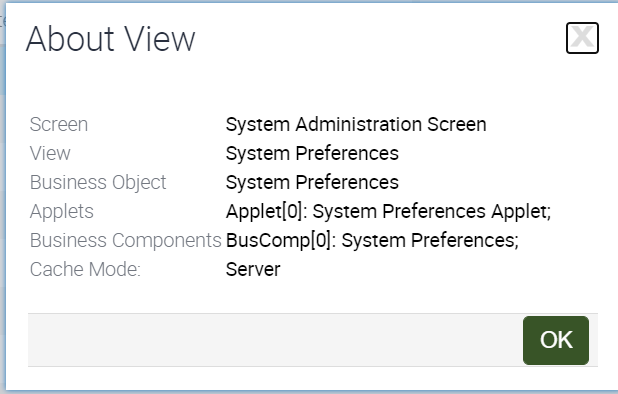 About View
X
Screen System Administration Screen
View System Preferences
Business Object System Preferences
Applets Applet[0]: System Preferences Applet;
Business Components BusComp[0]: System Preferences;
Cache Mode: Server
OK